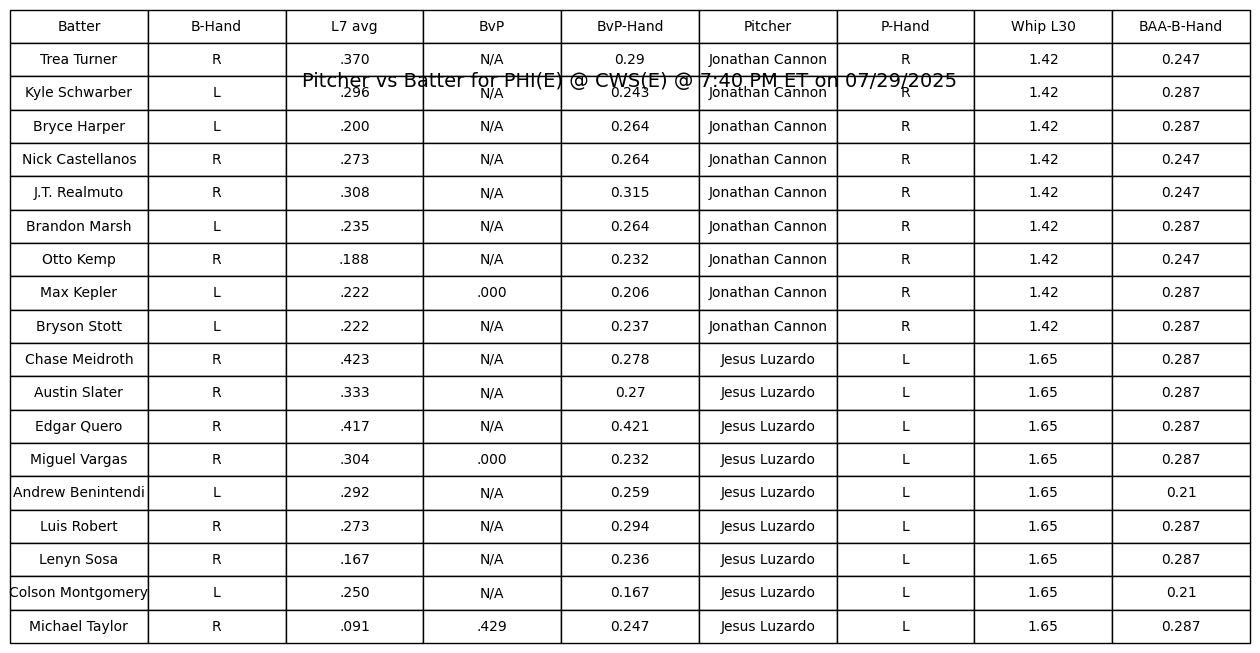 Batter B-Hand L7 avg BvP BvP-Hand Pitcher P-Hand Whip L30 BAA-B-Hand
Trea Turner R .370 N/A 0.29 Jonathan Cannon R 1.42 0.247
Pitcher vs Batter for PHI(E) @ CWS(E) @ 7:40 PM ET on 07/29/2025
Kyle Schwarber L .296 N/A 0.243 Jonathan Cannon R 1.42 0.287
Bryce Harper L .200 N/A 0.264 Jonathan Cannon R 1.42 0.287
Nick Castellanos R .273 N/A 0.264 Jonathan Cannon R 1.42 0.247
J.T. Realmuto R .308 N/A 0.315 Jonathan Cannon R 1.42 0.247
Brandon Marsh L .235 N/A 0.264 Jonathan Cannon R 1.42 0.287
Otto Kemp R .188 N/A 0.232 Jonathan Cannon R 1.42 0.247
Max Kepler L .222 .000 0.206 Jonathan Cannon R 1.42 0.287
Bryson Stott L .222 N/A 0.237 Jonathan Cannon R 1.42 0.287
Chase Meidroth R .423 N/A 0.278 Jesus Luzardo L 1.65 0.287
Austin Slater R .333 N/A 0.27 Jesus Luzardo L 1.65 0.287
Edgar Quero R .417 N/A 0.421 Jesus Luzardo L 1.65 0.287
Miguel Vargas R .304 .000 0.232 Jesus Luzardo L 1.65 0.287
Andrew Benintendi L .292 N/A 0.259 Jesus Luzardo L 1.65 0.21
Luis Robert R .273 N/A 0.294 Jesus Luzardo L 1.65 0.287
Lenyn Sosa R .167 N/A 0.236 Jesus Luzardo L 1.65 0.287
Colson Montgomery L .250 N/A 0.167 Jesus Luzardo L 1.65 0.21
Michael Taylor R .091 .429 0.247 Jesus Luzardo L 1.65 0.287